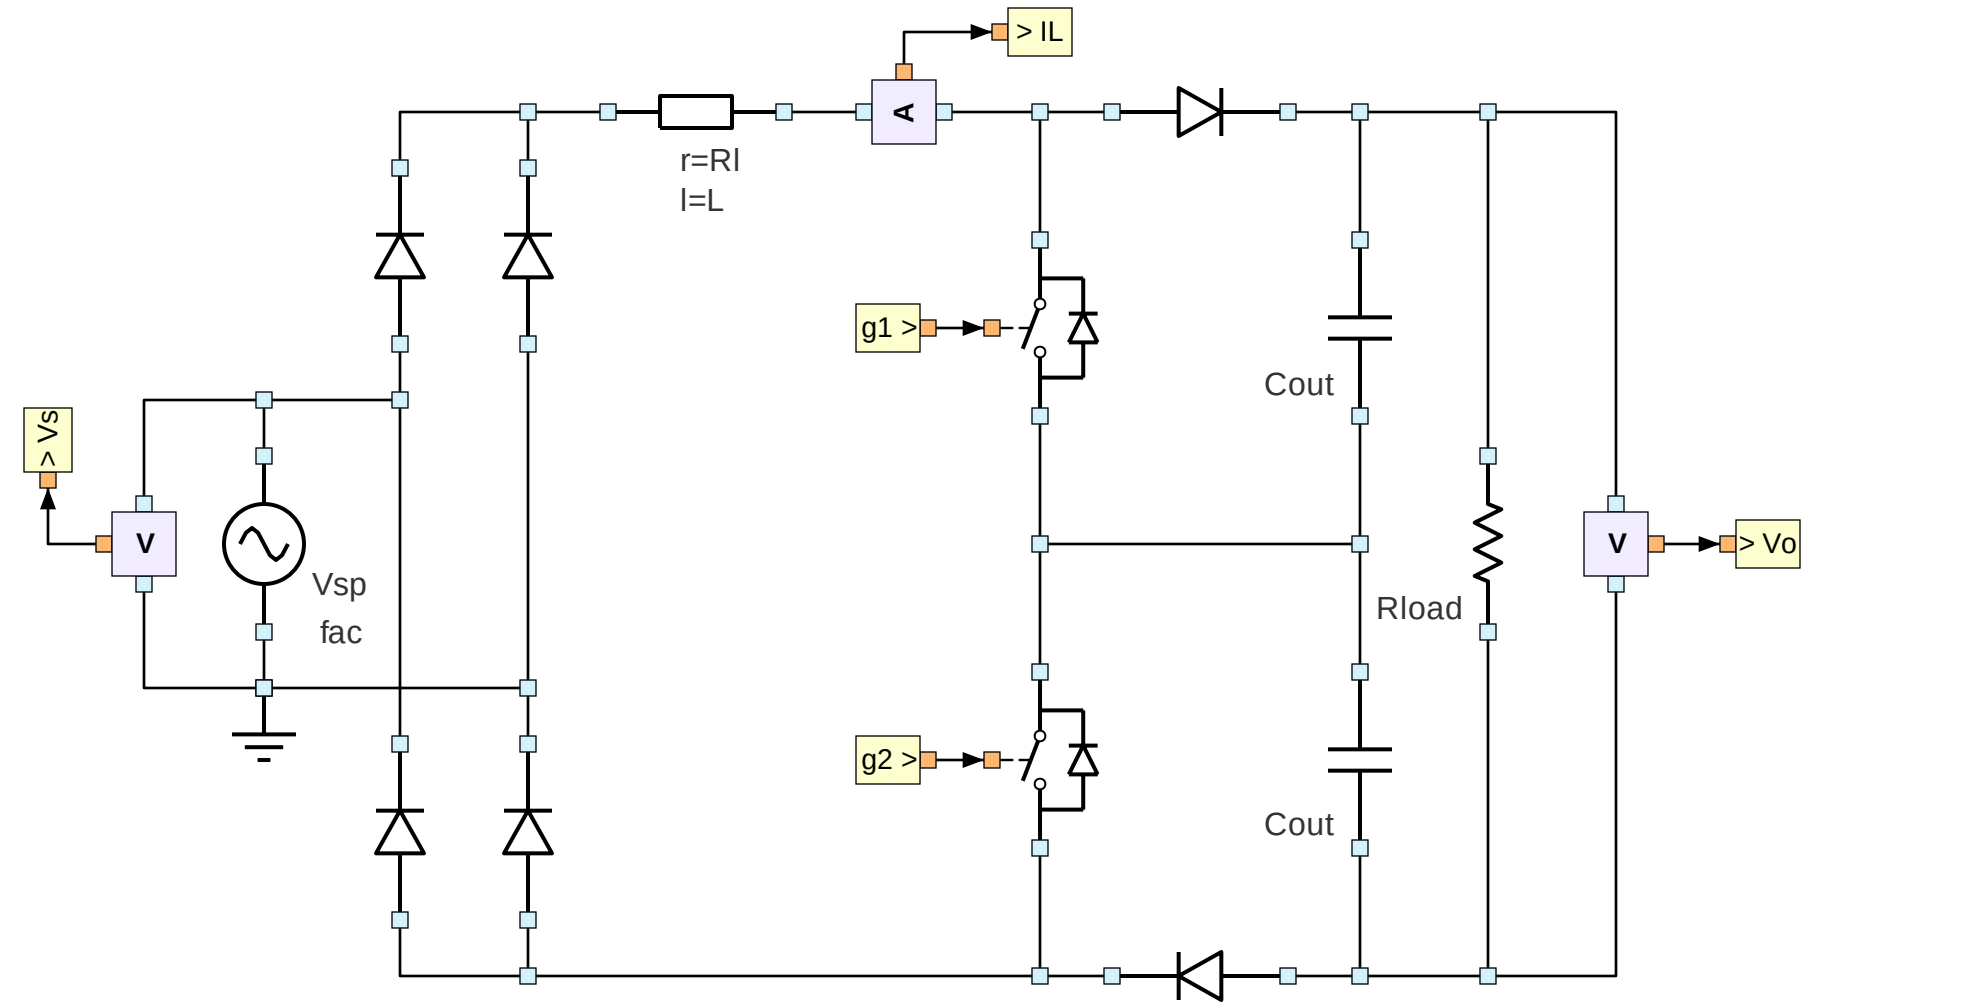 > IL
A
r=Rl
l=L
g1 >
Cout
> Vs
V
Vsp
fac
V
> Vo
Rload
g2 >
Cout